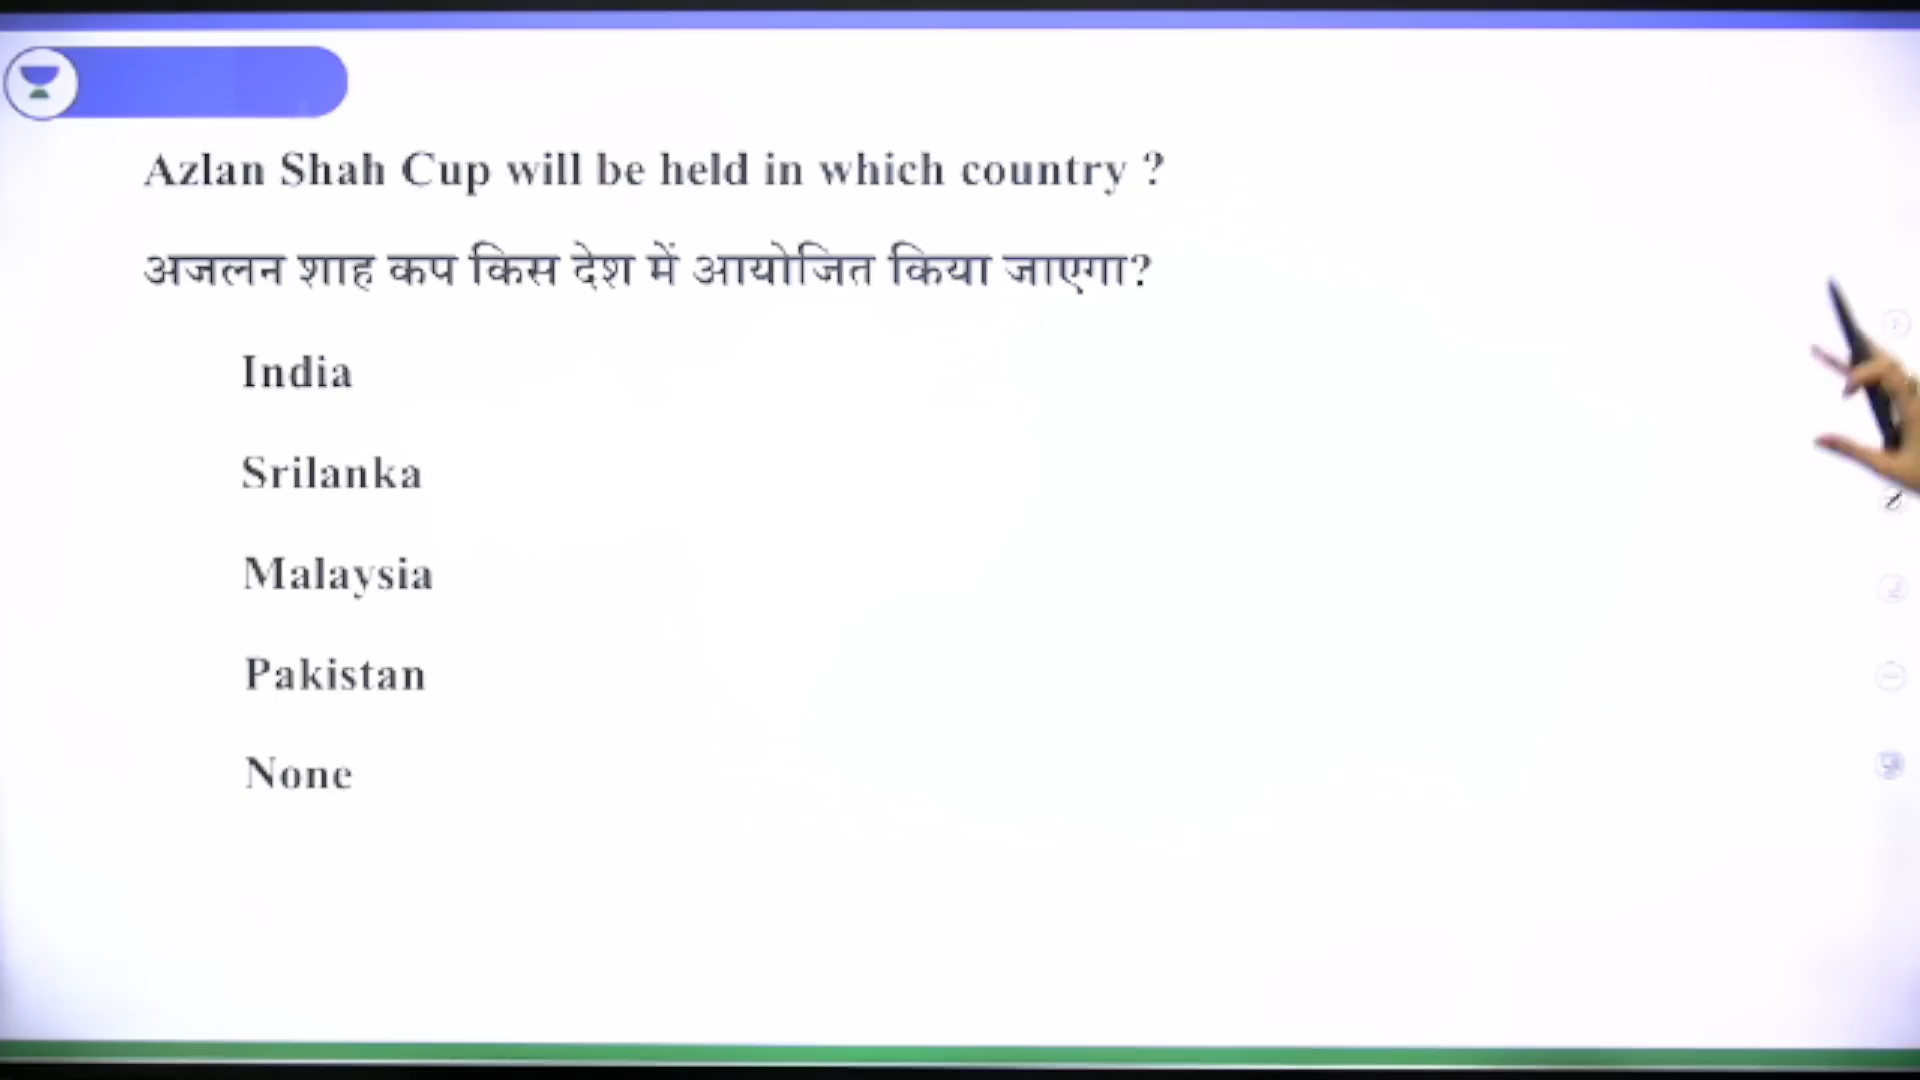 Azlan Shah Cup will be held in which country ?
अजलन शाह कप किस देश में आयोजित किया जाएगा?
India
Srilanka
Malaysia
Pakistan
None